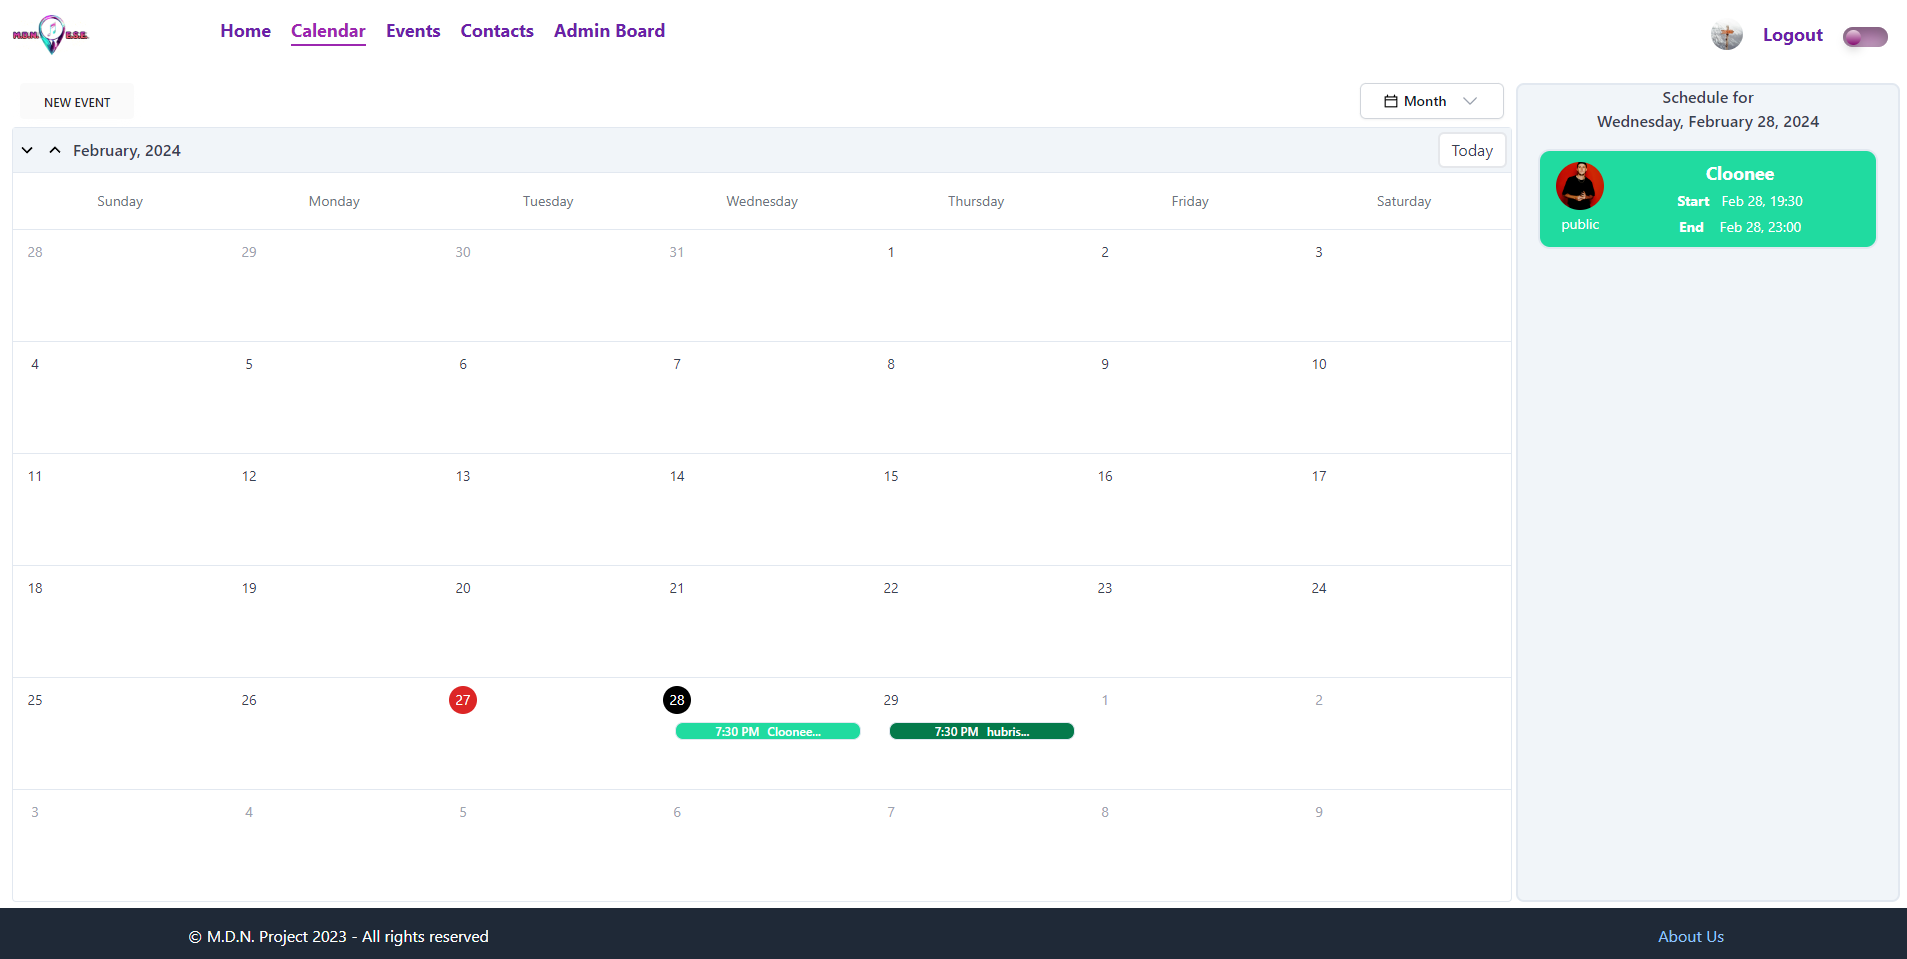 M.D.N. E.S.E.
Home Calendar Events Contacts Admin Board
Logout
NEW EVENT
Month
February, 2024
Today
Sunday Monday Tuesday Wednesday Thursday Friday Saturday
28 29 30 31 1 2 3
4 5 6 7 8 9 10
11 12 13 14 15 16 17
18 19 20 21 22 23 24
25 26 27 28 29 1 2
7:30 PM Cloonee...
7:30 PM hubris...
3 4 5 6 7 8 9
Schedule for
Wednesday, February 28, 2024
Cloonee
Start Feb 28, 19:30
public
End Feb 28, 23:00
© M.D.N. Project 2023 - All rights reserved
About Us